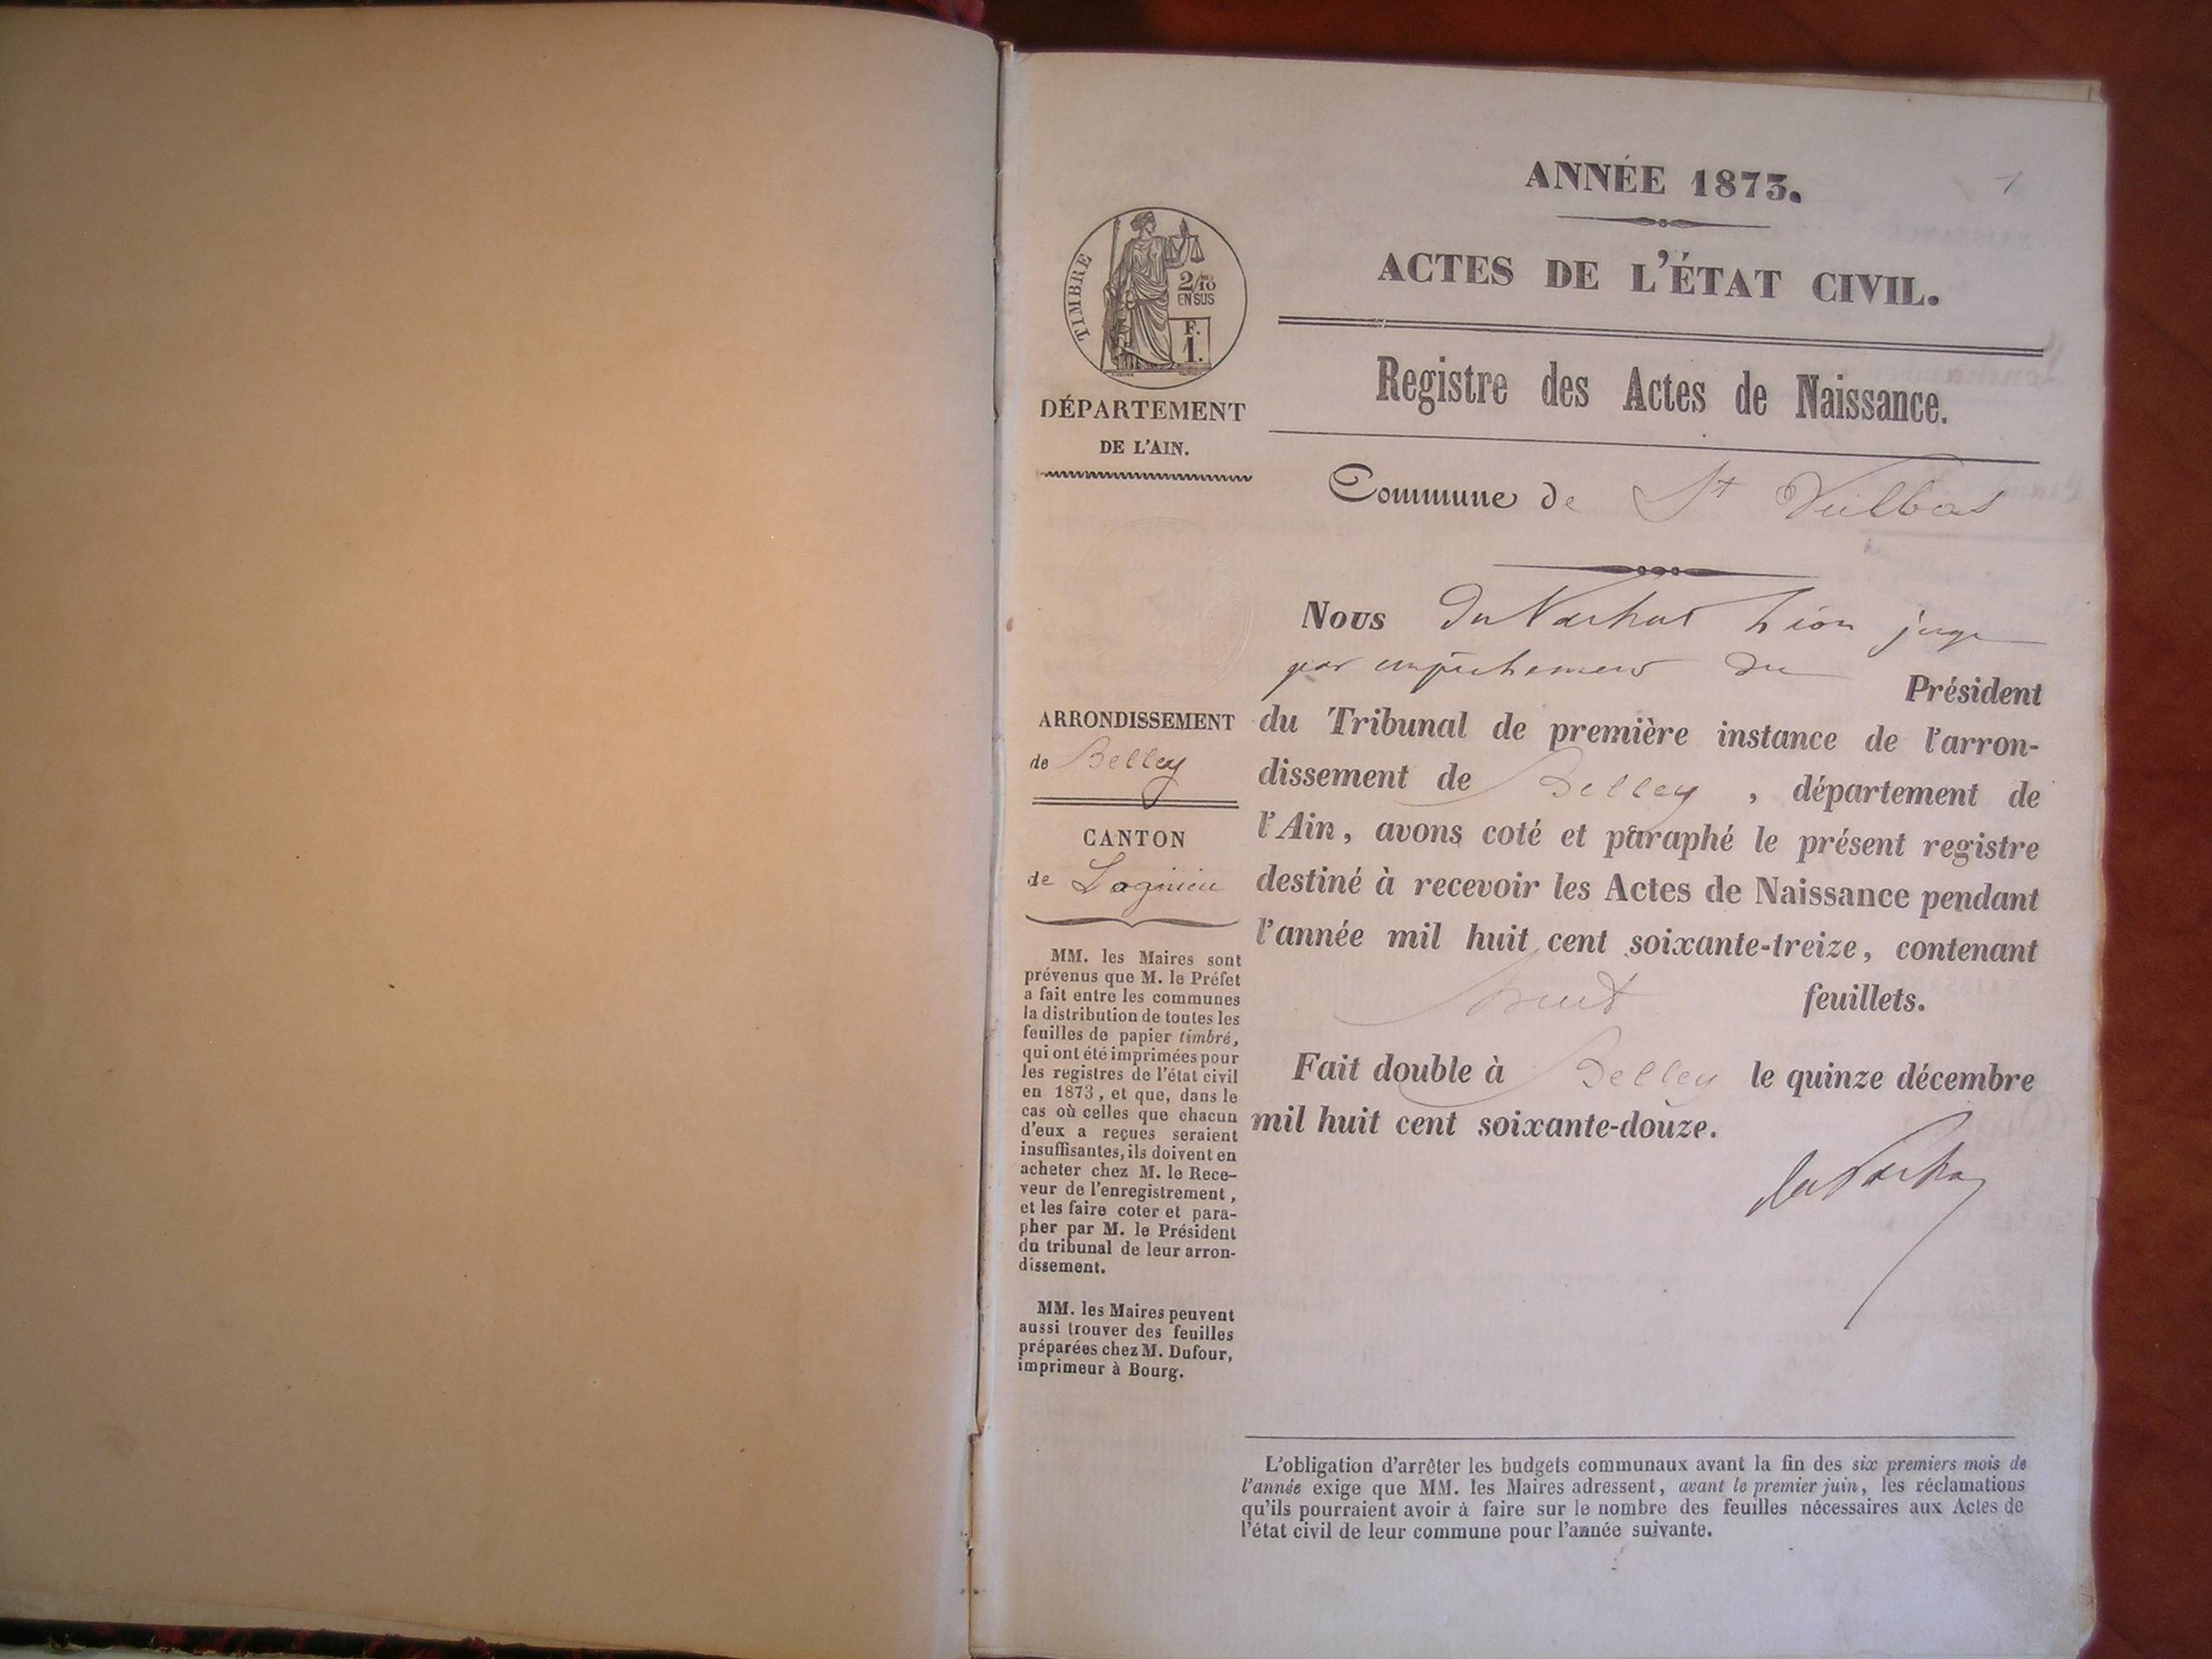 ANNÉE 1873.
1
ACTES DE L'ÉTAT CIVIL.
Registre des Actes de Naissance.
TIMBRE
2/10
EN SUS
F.
1.
DÉPARTEMENT
DE L'AIN.
Commune de St Vulbas
Nous juge
par empêchement du Président
du Tribunal de première instance de l'arron-
dissement de Belley, département de
l'Ain, avons coté et paraphé le présent registre
destiné à recevoir les Actes de Naissance pendant
l'année mil huit cent soixante-treize, contenant
huit feuillets.
Fait double à Belley le quinze décembre
mil huit cent soixante-douze.
ARRONDISSEMENT
de Belley
CANTON
de Lagnieu
MM. les Maires sont
prévenus que M. le Préfet
a fait entre les communes
la distribution de toutes les
feuilles de papier timbré,
qui ont été imprimées pour
les registres de l'état civil
en 1873, et que, dans le
cas où celles que chacun
d'eux a reçues seraient
insuffisantes, ils doivent en
acheter chez M. le Rece-
veur de l'enregistrement,
et les faire coter et para-
pher par M. le Président
du tribunal de leur arron-
dissement.
MM. les Maires peuvent
aussi trouver des feuilles
préparées chez M. Dufour,
imprimeur à Bourg.
L'obligation d'arrêter les budgets communaux avant la fin des six premiers mois de
l'année exige que MM. les Maires adressent, avant le premier juin, les réclamations
qu'ils pourraient avoir à faire sur le nombre des feuilles nécessaires aux Actes de
l'état civil de leur commune pour l'année suivante.